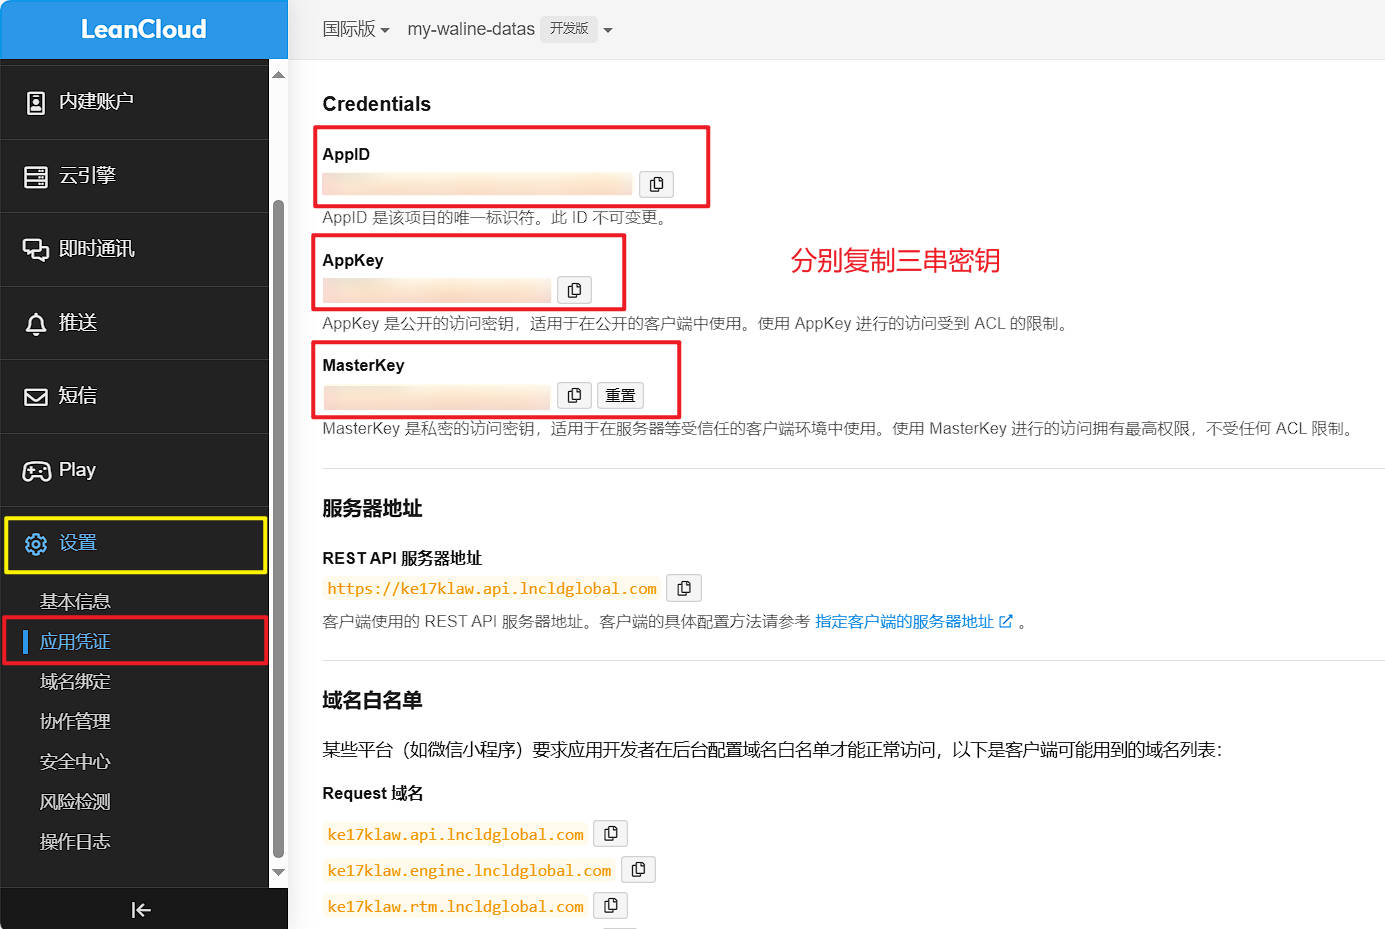 LeanCloud
国际版 my-waline-datas 开发版
内建账户
云引擎
即时通讯
推送
短信
Play
设置
基本信息
应用凭证
域名绑定
协作管理
安全中心
风险检测
操作日志
Credentials
AppID
AppID 是该项目的唯一标识符。此 ID 不可变更。
AppKey
分别复制三串密钥
AppKey 是公开的访问密钥，适用于在公开的客户端中使用。使用 AppKey 进行的访问受到 ACL 的限制。
MasterKey
重置
MasterKey 是私密的访问密钥，适用于在服务器等受信任的客户端环境中使用。使用 MasterKey 进行的访问拥有最高权限，不受任何 ACL 限制。
服务器地址
REST API 服务器地址
https://ke17klaw.api.lncldglobal.com
客户端使用的 REST API 服务器地址。客户端的具体配置方法请参考 指定客户端的服务器地址 。
域名白名单
某些平台（如微信小程序）要求应用开发者在后台配置域名白名单才能正常访问，以下是客户端可能用到的域名列表：
Request 域名
ke17klaw.api.lncldglobal.com
ke17klaw.engine.lncldglobal.com
ke17klaw.rtm.lncldglobal.com